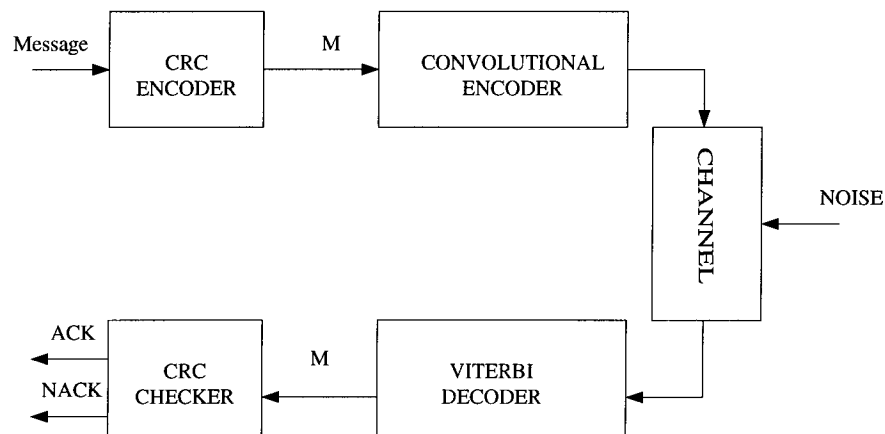 Message
CRC
ENCODER
M
CONVOLUTIONAL
ENCODER
CHANNEL
NOISE
ACK
NACK
CRC
CHECKER
M
VITERBI
DECODER